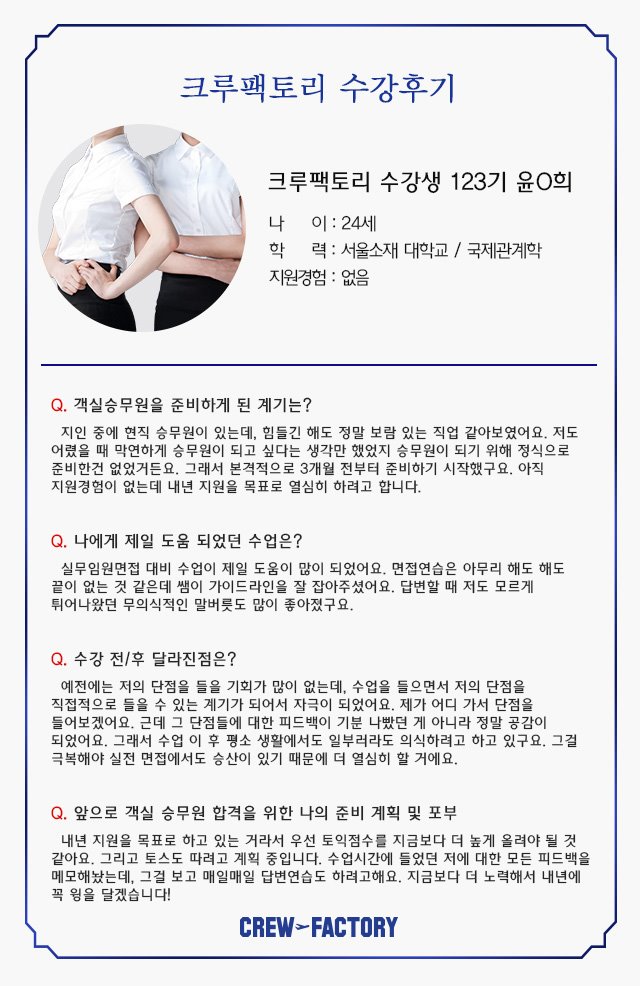 크루팩토리 수강후기
크루팩토리 수강생 123기 윤O희
나 이 : 24세
학 력 : 서울소재 대학교 / 국제관계학
지원경험 : 없음
Q. 객실승무원을 준비하게 된 계기는?
지인 중에 현직 승무원이 있는데, 힘들긴 해도 정말 보람 있는 직업 같아보였어요. 저도
어렸을 때 막연하게 승무원이 되고 싶다는 생각만 했었지 승무원이 되기 위해 정식으로
준비한건 없었거든요. 그래서 본격적으로 3개월 전부터 준비하기 시작했구요. 아직
지원경험이 없는데 내년 지원을 목표로 열심히 하려고 합니다.
Q. 나에게 제일 도움 되었던 수업은?
실무임원면접 대비 수업이 제일 도움이 많이 되었어요. 면접연습은 아무리 해도 해도
끝이 없는 것 같은데 쌤이 가이드라인을 잘 잡아주셨어요. 답변할 때 저도 모르게
튀어나왔던 무의식적인 말버릇도 많이 좋아졌구요.
Q. 수강 전/후 달라진점은?
예전에는 저의 단점을 들을 기회가 많이 없는데, 수업을 들으면서 저의 단점을
직접적으로 들을 수 있는 계기가 되어서 자극이 되었어요. 제가 어디 가서 단점을
들어보겠어요. 근데 그 단점들에 대한 피드백이 기분 나빴던 게 아니라 정말 공감이
되었어요. 그래서 수업 이 후 평소 생활에서도 일부러라도 의식하려고 하고 있구요. 그걸
극복해야 실전 면접에서도 승산이 있기 때문에 더 열심히 할 거에요.
Q. 앞으로 객실 승무원 합격을 위한 나의 준비 계획 및 포부
내년 지원을 목표로 하고 있는 거라서 우선 토익점수를 지금보다 더 높게 올려야 될 것
같아요. 그리고 토스도 따려고 계획 중입니다. 수업시간에 들었던 저에 대한 모든 피드백을
메모해놨는데, 그걸 보고 매일매일 답변연습도 하려고해요. 지금보다 더 노력해서 내년에
꼭 윙을 달겠습니다!
CREW FACTORY